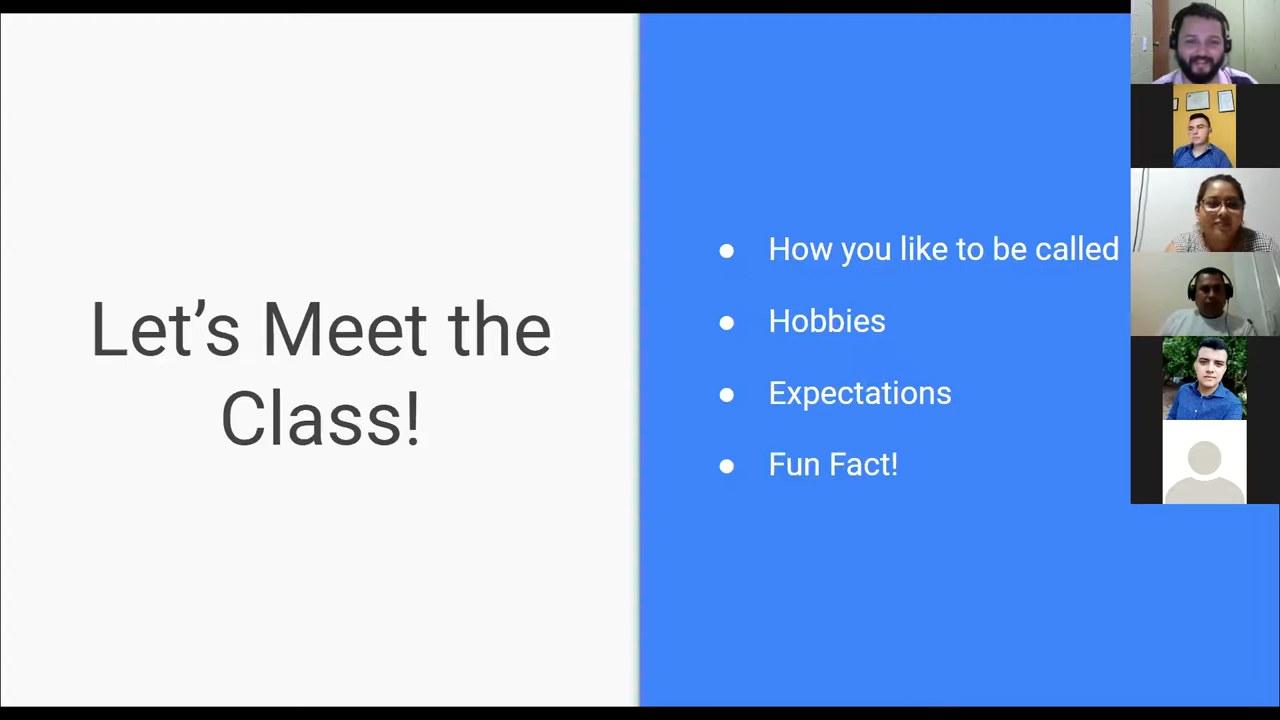 Let’s Meet the
Class!
● How you like to be called
● Hobbies
● Expectations
● Fun Fact!